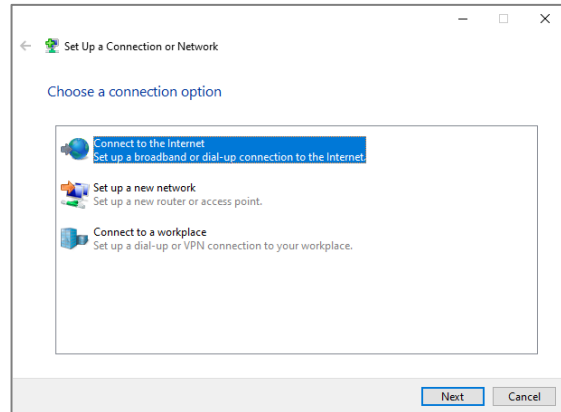 Set Up a Connection or Network
Choose a connection option
Connect to the Internet
Set up a broadband or dial-up connection to the Internet.
Set up a new network
Set up a new router or access point.
Connect to a workplace
Set up a dial-up or VPN connection to your workplace.
Next Cancel